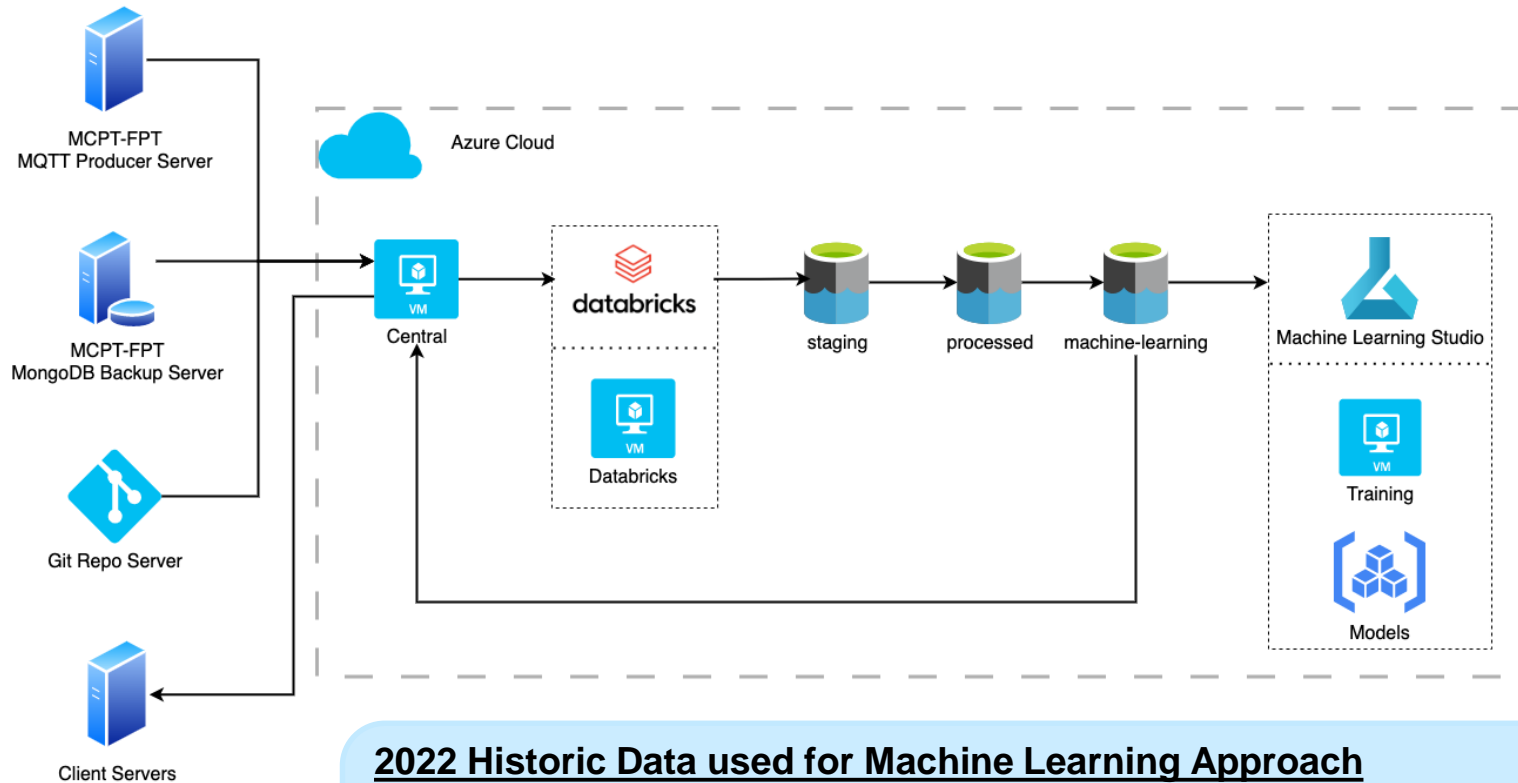 MCPT-FPT
MQTT Producer Server
Azure Cloud
MCPT-FPT
MongoDB Backup Server
VM
Central
databricks
VM
Databricks
staging
processed
machine-learning
Machine Learning Studio
VM
Training
Models
Git Repo Server
Client Servers
2022 Historic Data used for Machine Learning Approach